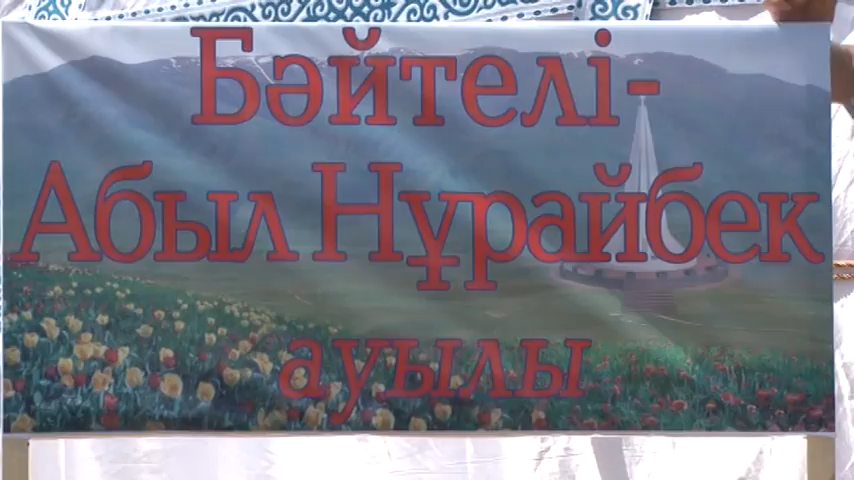 Бәйтелі-
Абыл Нұрайбек
ауылы